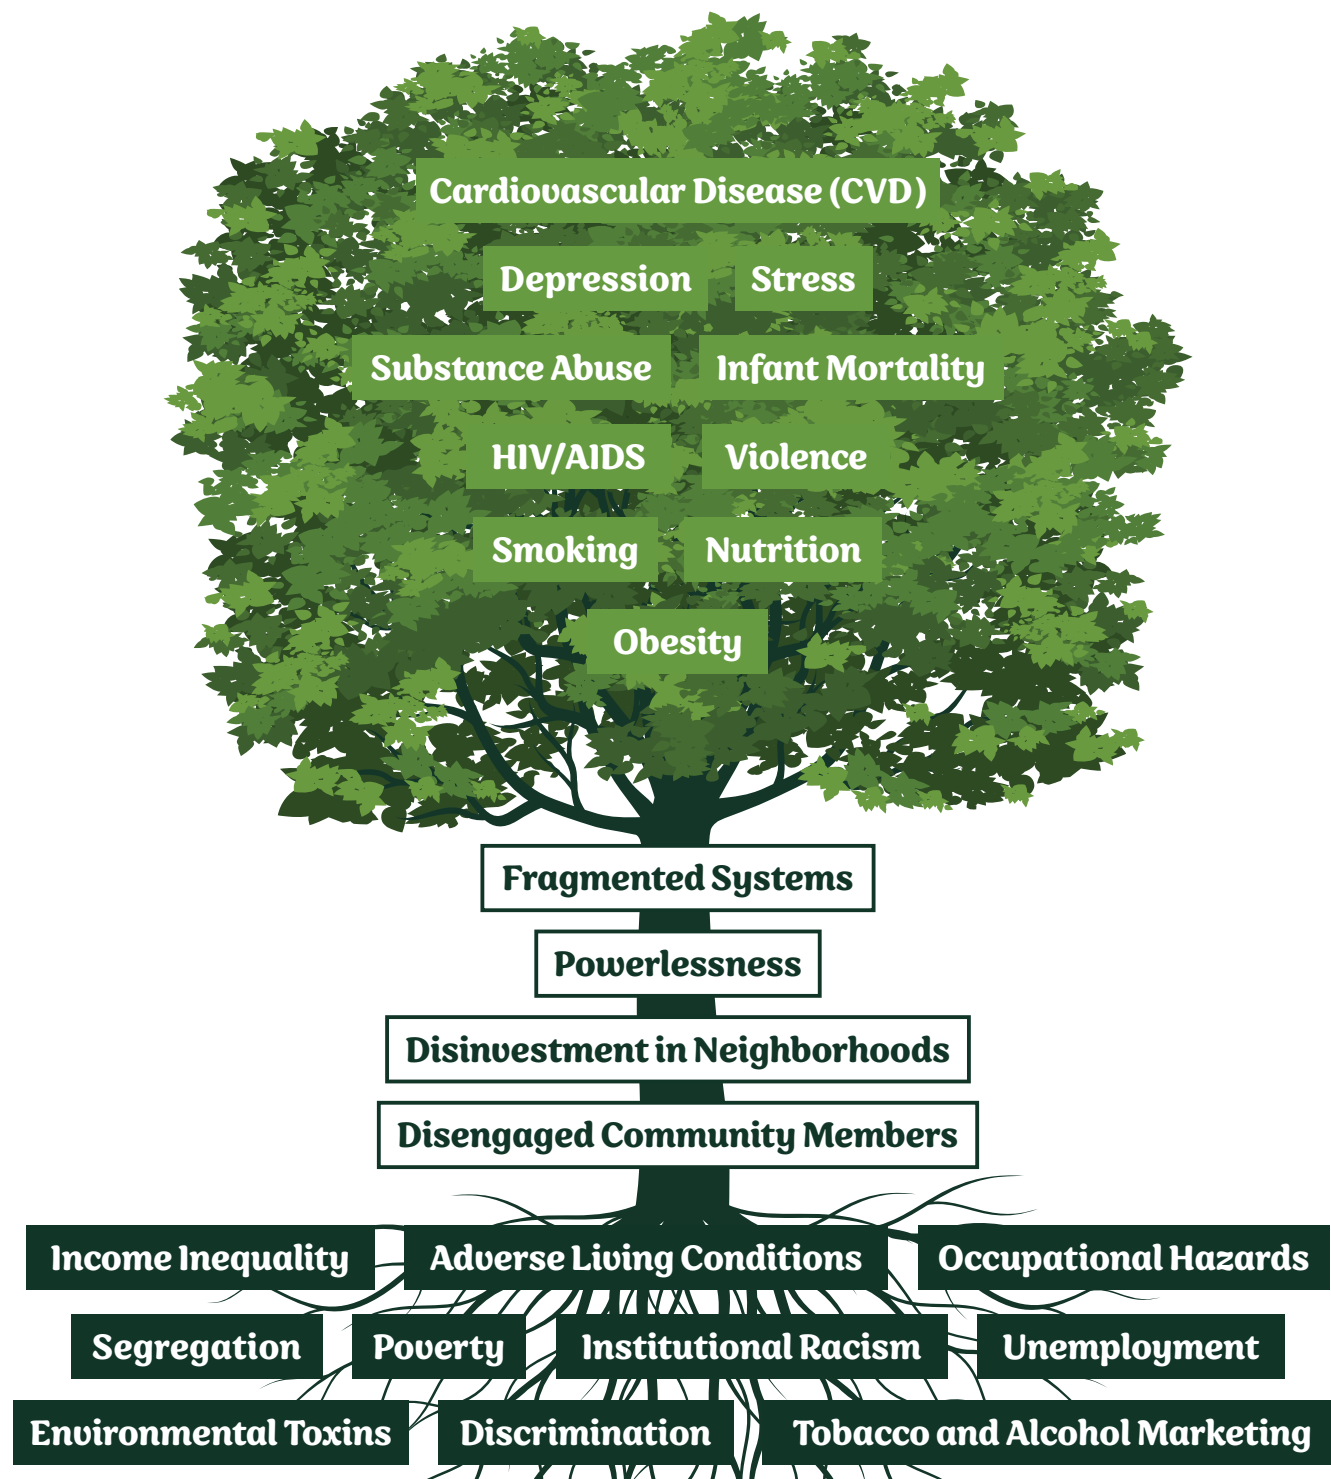 Cardiovascular Disease (CVD)
Depression Stress
Substance Abuse Infant Mortality
HIV/AIDS Violence
Smoking Nutrition
Obesity
Fragmented Systems
Powerlessness
Disinvestment in Neighborhoods
Disengaged Community Members
Income Inequality Adverse Living Conditions Occupational Hazards
Segregation Poverty Institutional Racism Unemployment
Environmental Toxins Discrimination Tobacco and Alcohol Marketing